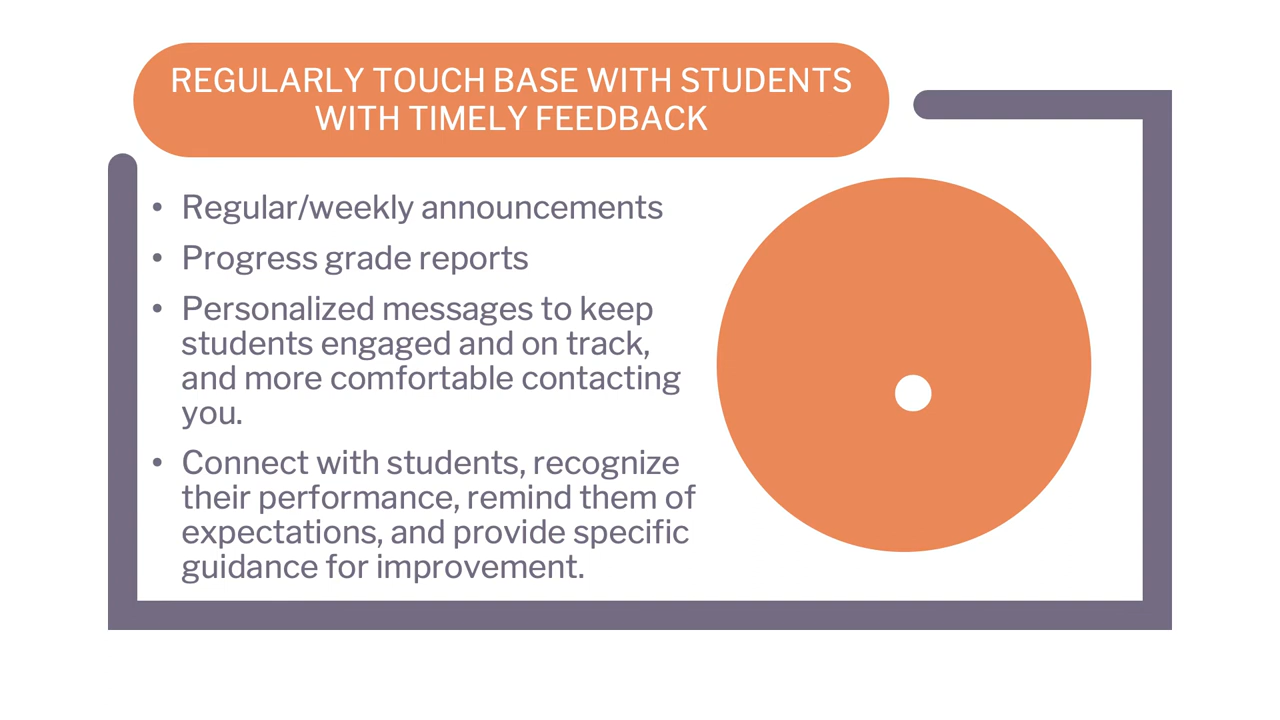 REGULARLY TOUCH BASE WITH STUDENTS
WITH TIMELY FEEDBACK
• Regular/weekly announcements
• Progress grade reports
• Personalized messages to keep
students engaged and on track,
and more comfortable contacting
you.
• Connect with students, recognize
their performance, remind them of
expectations, and provide specific
guidance for improvement.